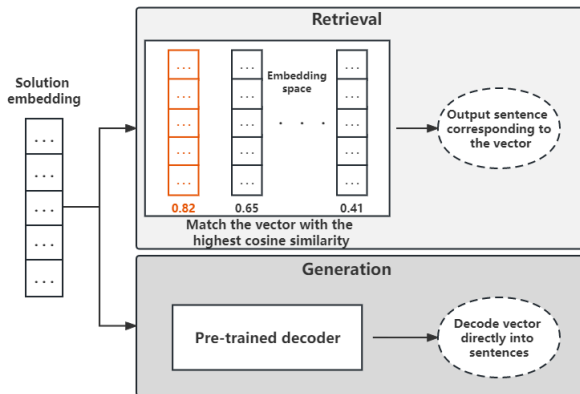 Retrieval
Solution
embedding
...
...
...
...
...
... ... ...
... ... ...
... ... ...
... ... ...
... ... ...
Embedding
space
. . .
0.82 0.65 0.41
Match the vector with the
highest cosine similarity
Output sentence
corresponding to
the vector
Generation
Pre-trained decoder
Decode vector
directly into
sentences